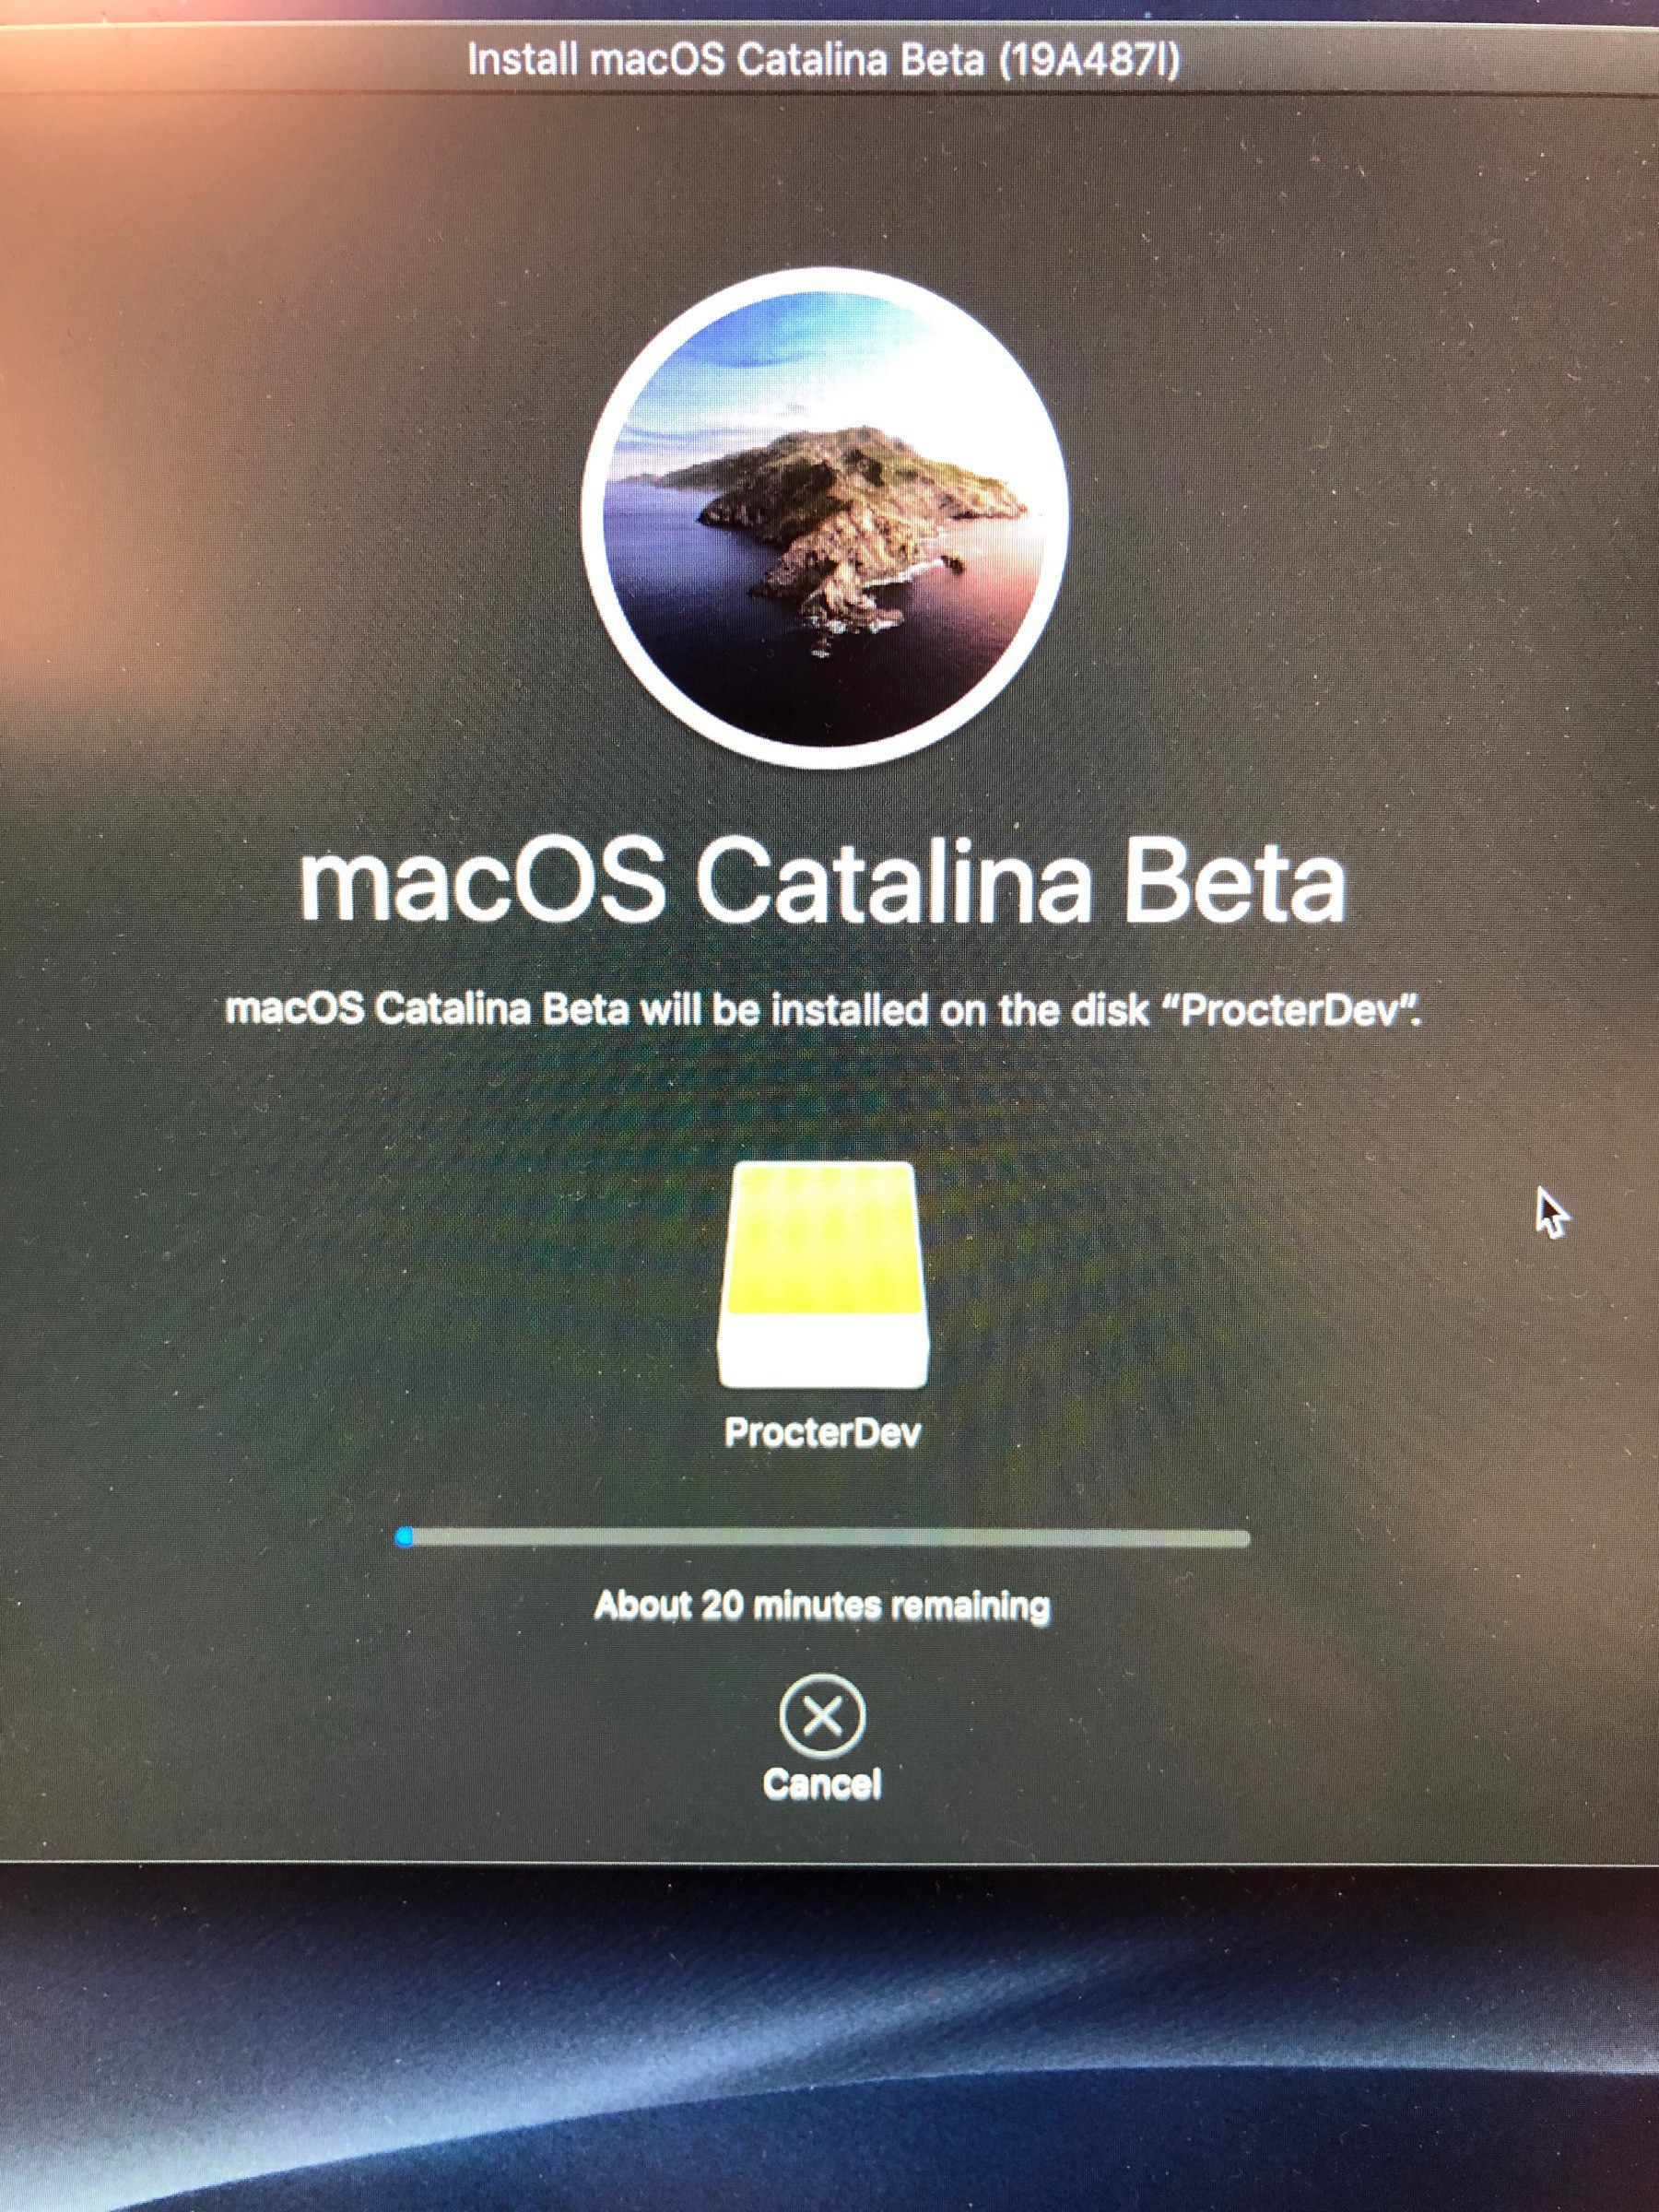 Install macOS Catalina Beta (19A487l)
macOS Catalina Beta
macOS Catalina Beta will be installed on the disk “ProcterDev”.
ProcterDev
About 20 minutes remaining
Cancel